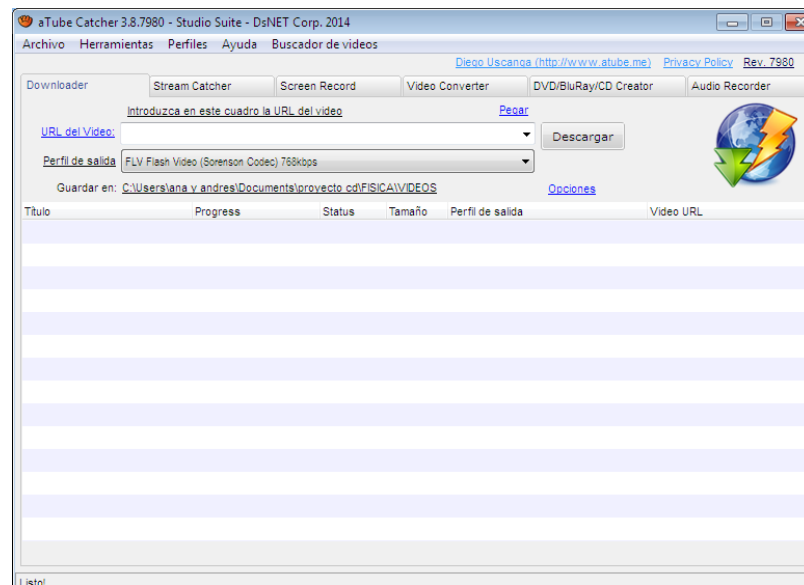 aTube Catcher 3.8.7980 - Studio Suite - DsNET Corp. 2014
Archivo Herramientas Perfiles Ayuda Buscador de videos
Diego Uscanga (http://www.atube.me) Privacy Policy Rev. 7980
Downloader Stream Catcher Screen Record Video Converter DVD/BluRay/CD Creator Audio Recorder
Introduzca en este cuadro la URL del video Pegar
URL del Video: Descargar
Perfil de salida FLV Flash Video (Sorenson Codec) 768kbps
Guardar en: C:\Users\ana y andres\Documents\proyecto cd\FISICA\VIDEOS Opciones
Título Progress Status Tamaño Perfil de salida Video URL
Listo!